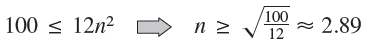 100 ≤ 12n² ⇨ n ≥ √(100/12) ≈ 2.89